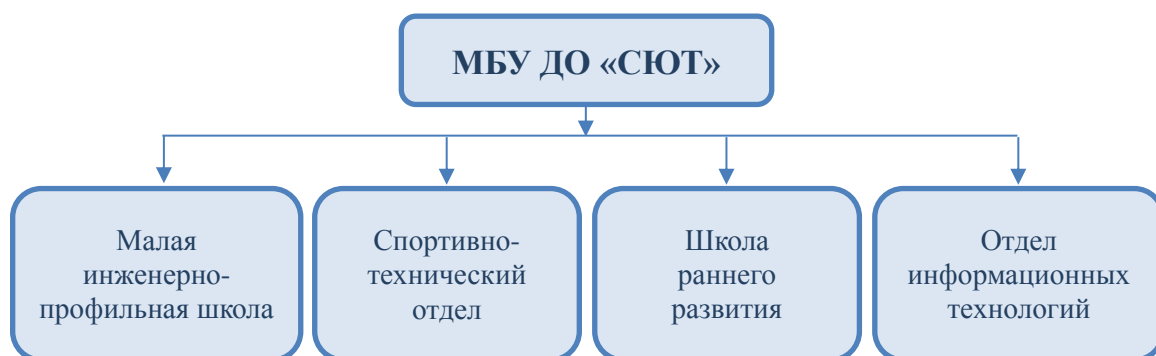 МБУ ДО «СЮТ»
Малая
инженерно-
профильная школа
Спортивно-
технический
отдел
Школа
раннего
развития
Отдел
информационных
технологий